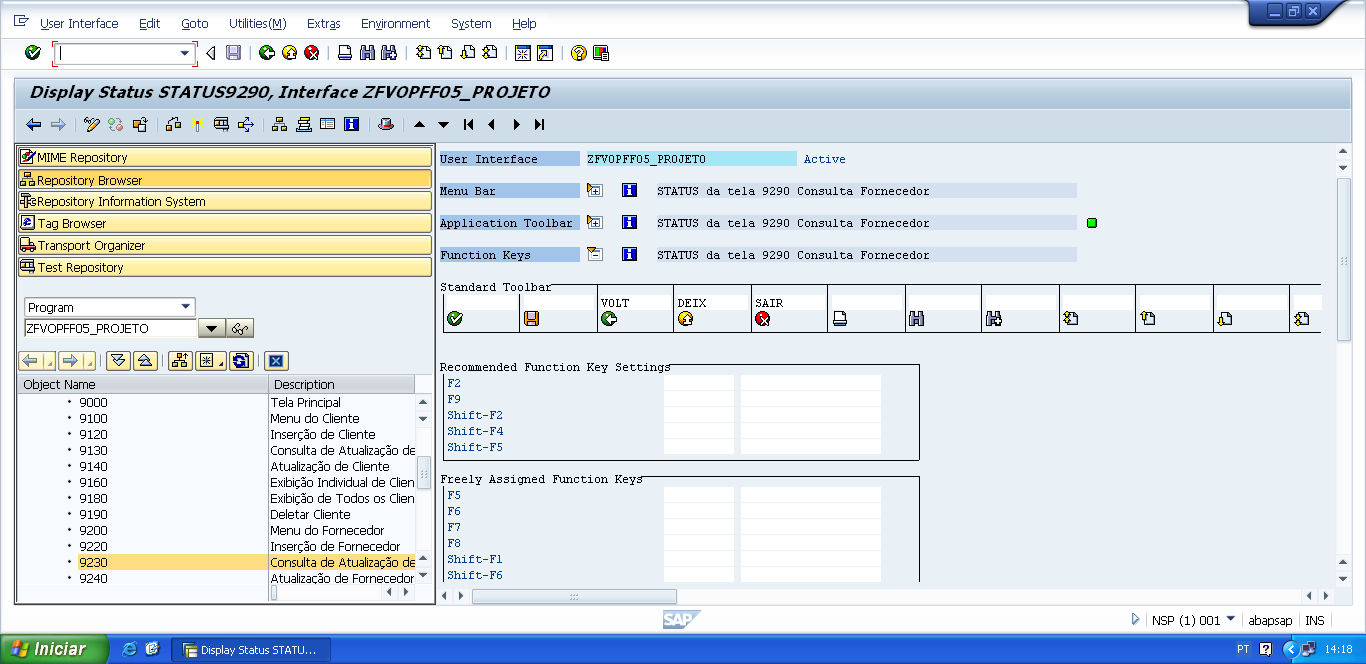 User Interface Edit Goto Utilities(M) Extras Environment System Help
Display Status STATUS9290, Interface ZFVOPFF05_PROJETO
MIME Repository
Repository Browser
Repository Information System
Tag Browser
Transport Organizer
Test Repository
Program
ZFVOPFF05_PROJETO
Object Name Description
9000 Tela Principal
9100 Menu do Cliente
9120 Inserção de Cliente
9130 Consulta de Atualização de
9140 Atualização de Cliente
9160 Exibição Individual de Clien
9180 Exibição de Todos os Clien
9190 Deletar Cliente
9200 Menu do Fornecedor
9220 Inserção de Fornecedor
9230 Consulta de Atualização de
9240 Atualização de Fornecedor
User Interface ZFVOPFF05_PROJETO Active
Menu Bar STATUS da tela 9290 Consulta Fornecedor
Application Toolbar STATUS da tela 9290 Consulta Fornecedor
Function Keys STATUS da tela 9290 Consulta Fornecedor
Standard Toolbar
VOLT DEIX SAIR
Recommended Function Key Settings
F2
F9
Shift-F2
Shift-F4
Shift-F5
Freely Assigned Function Keys
F5
F6
F7
F8
Shift-F1
Shift-F6
SAP
NSP (1) 001 abapsap INS
Iniciar Display Status STATU... PT 14:18